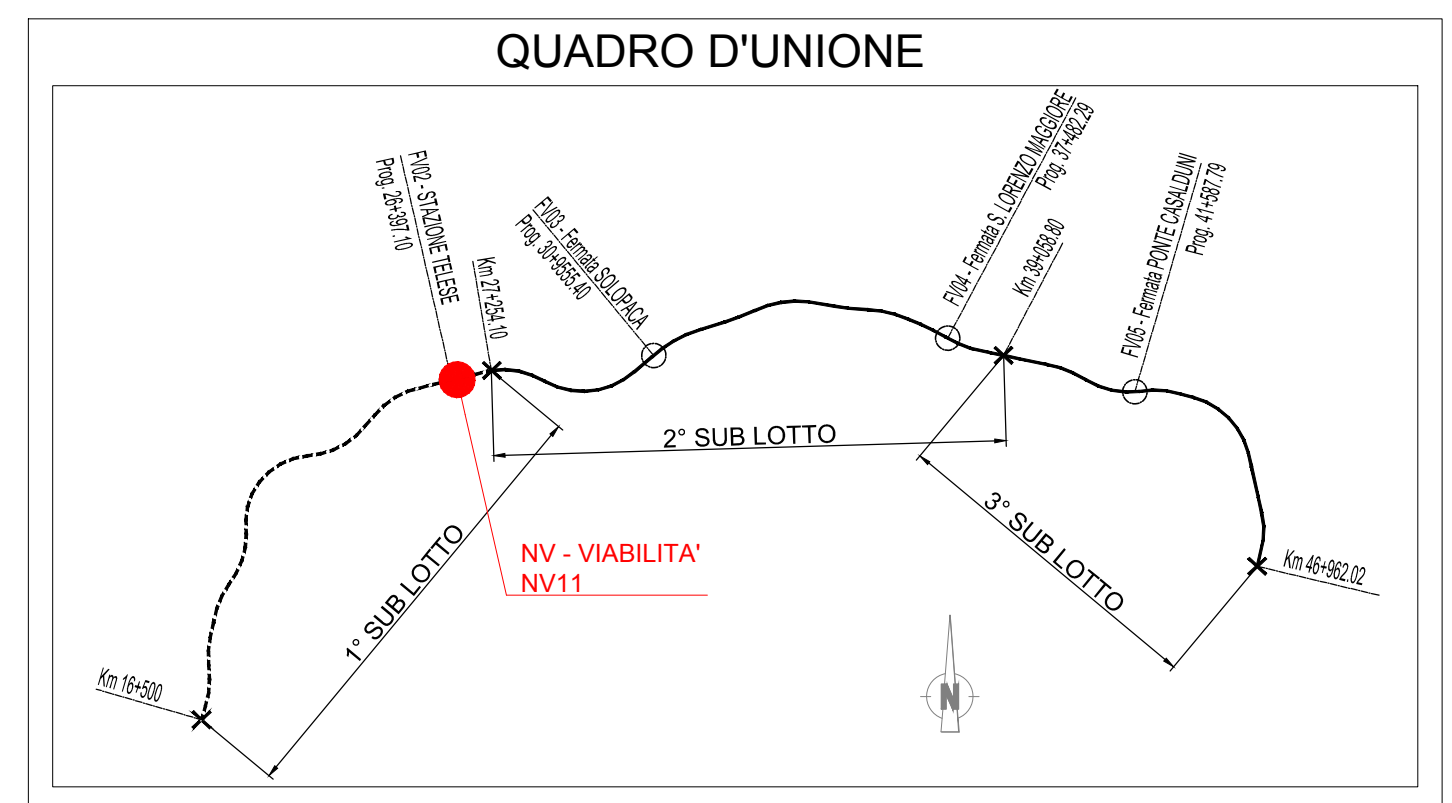 QUADRO D'UNIONE
FV02 - STAZIONE TELESE
Prog. 26+397.10
Km 27+254.10
FV03 - Fermata SOLOPACA
Prog. 30+9555.40
FV04 - Fermata S. LORENZO MAGGIORE
Prog. 37+482.29
Km 39+058.80
FV05 - Fermata PONTE CASALDUNI
Prog. 41+587.79
2° SUB LOTTO
1° SUB LOTTO
3° SUB LOTTO
NV - VIABILITA'
NV11
Km 46+962.02
Km 16+500
N